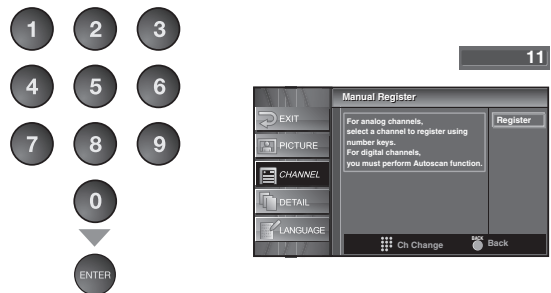 1 2 3
4 5 6
7 8 9
0
ENTER
11
Manual Register
EXIT
PICTURE
CHANNEL
DETAIL
LANGUAGE
For analog channels,
select a channel to register using
number keys.
For digital channels,
you must perform Autoscan function.
Register
Ch Change
BACK
Back